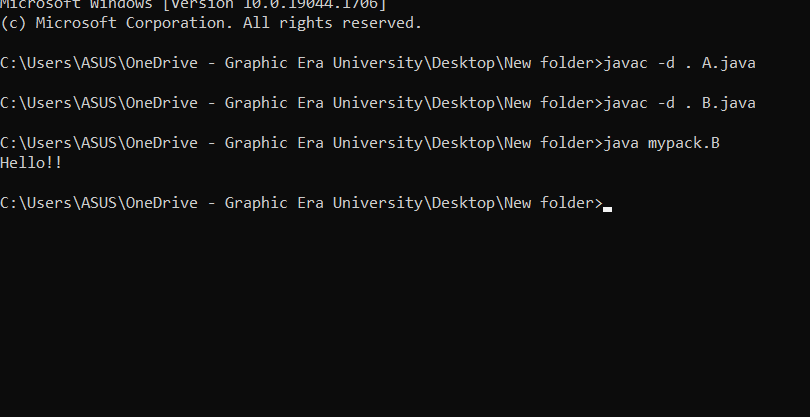 Microsoft Windows [Version 10.0.19044.1706]
(c) Microsoft Corporation. All rights reserved.
C:\Users\ASUS\OneDrive - Graphic Era University\Desktop\New folder>javac -d . A.java
C:\Users\ASUS\OneDrive - Graphic Era University\Desktop\New folder>javac -d . B.java
C:\Users\ASUS\OneDrive - Graphic Era University\Desktop\New folder>java mypack.B
Hello!!
C:\Users\ASUS\OneDrive - Graphic Era University\Desktop\New folder>